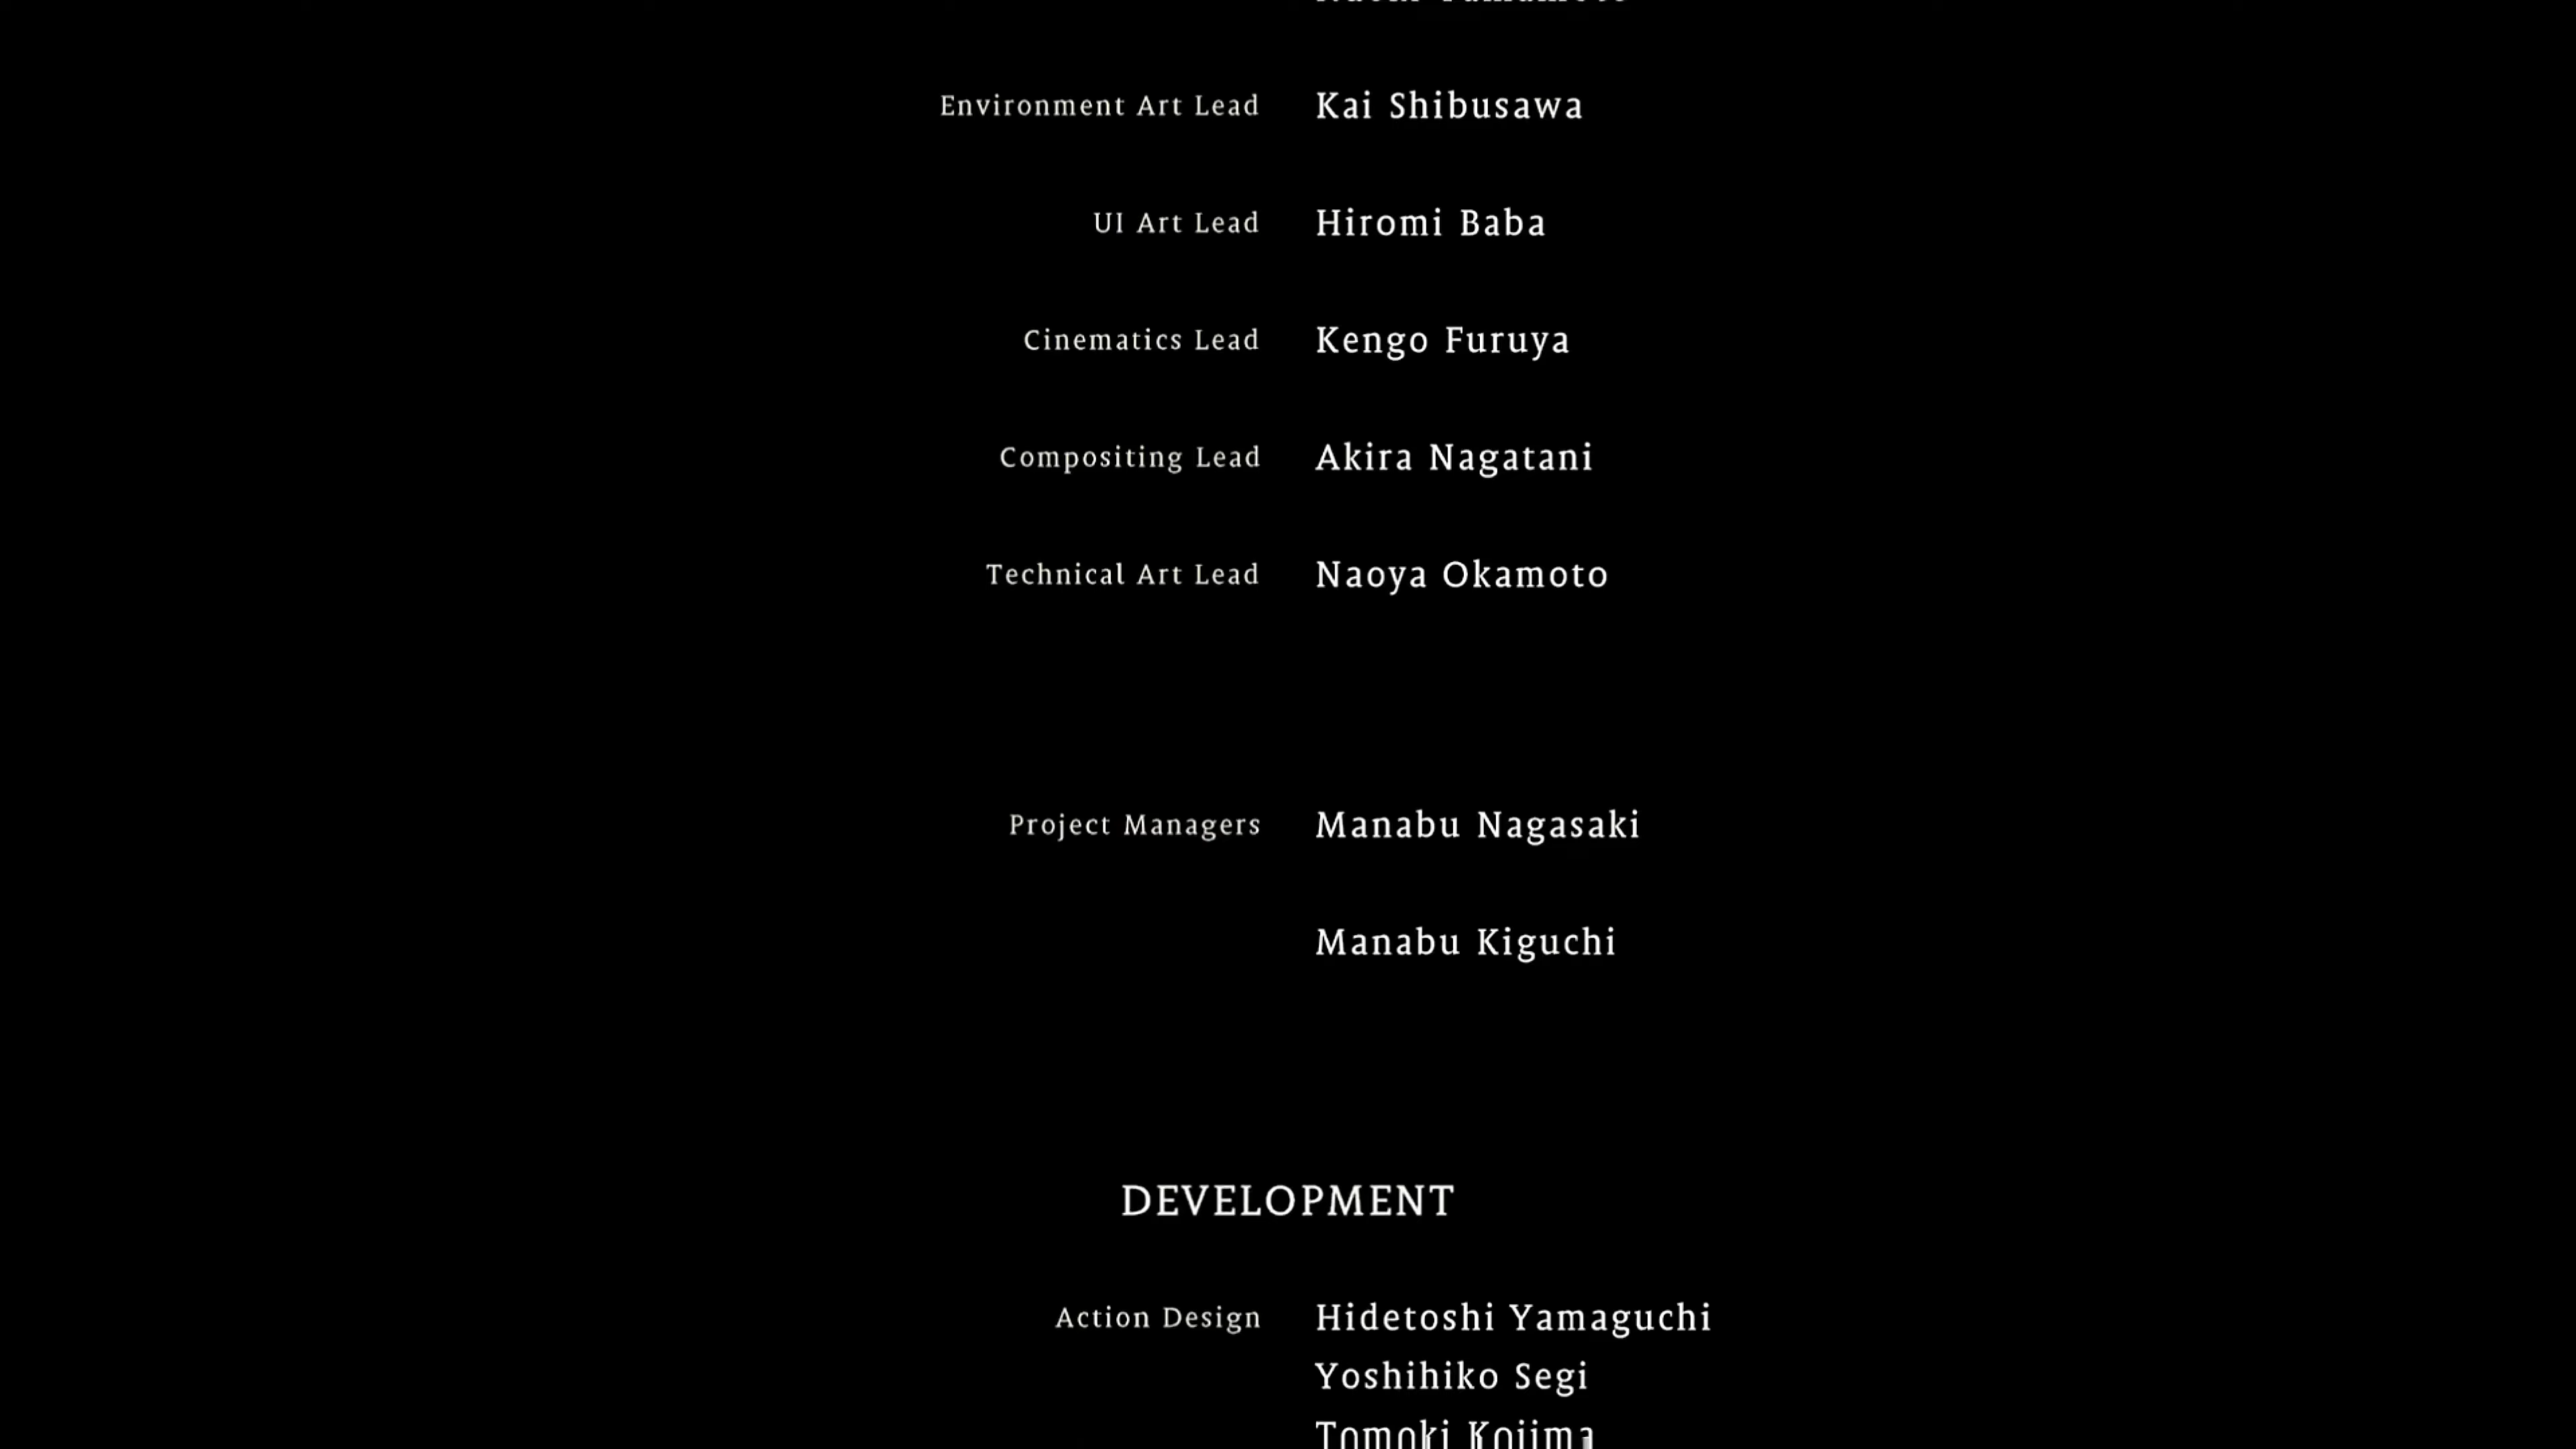 Environment Art Lead Kai Shibusawa
UI Art Lead Hiromi Baba
Cinematics Lead Kengo Furuya
Compositing Lead Akira Nagatani
Technical Art Lead Naoya Okamoto
Project Managers Manabu Nagasaki
Manabu Kiguchi
DEVELOPMENT
Action Design Hidetoshi Yamaguchi
Yoshihiko Segi
Tomoki Kojima